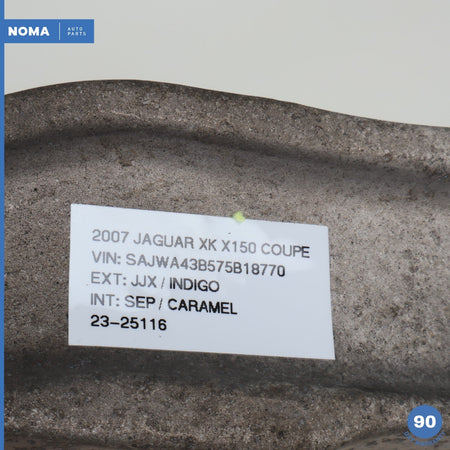 NOMA AUTO PARTS
2007 JAGUAR XK X150 COUPE
VIN: SAJWA43B575B18770
EXT: JJX / INDIGO
INT: SEP / CARAMEL
23-25116
90